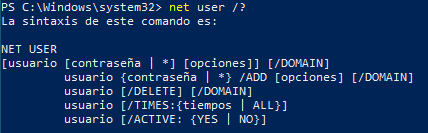 PS C:\Windows\system32> net user /?
La sintaxis de este comando es:

NET USER
[usuario [contraseña | *] [opciones]] [/DOMAIN]
         usuario {contraseña | *} /ADD [opciones] [/DOMAIN]
         usuario [/DELETE] [/DOMAIN]
         usuario [/TIMES:{tiempos | ALL}]
         usuario [/ACTIVE: {YES | NO}]